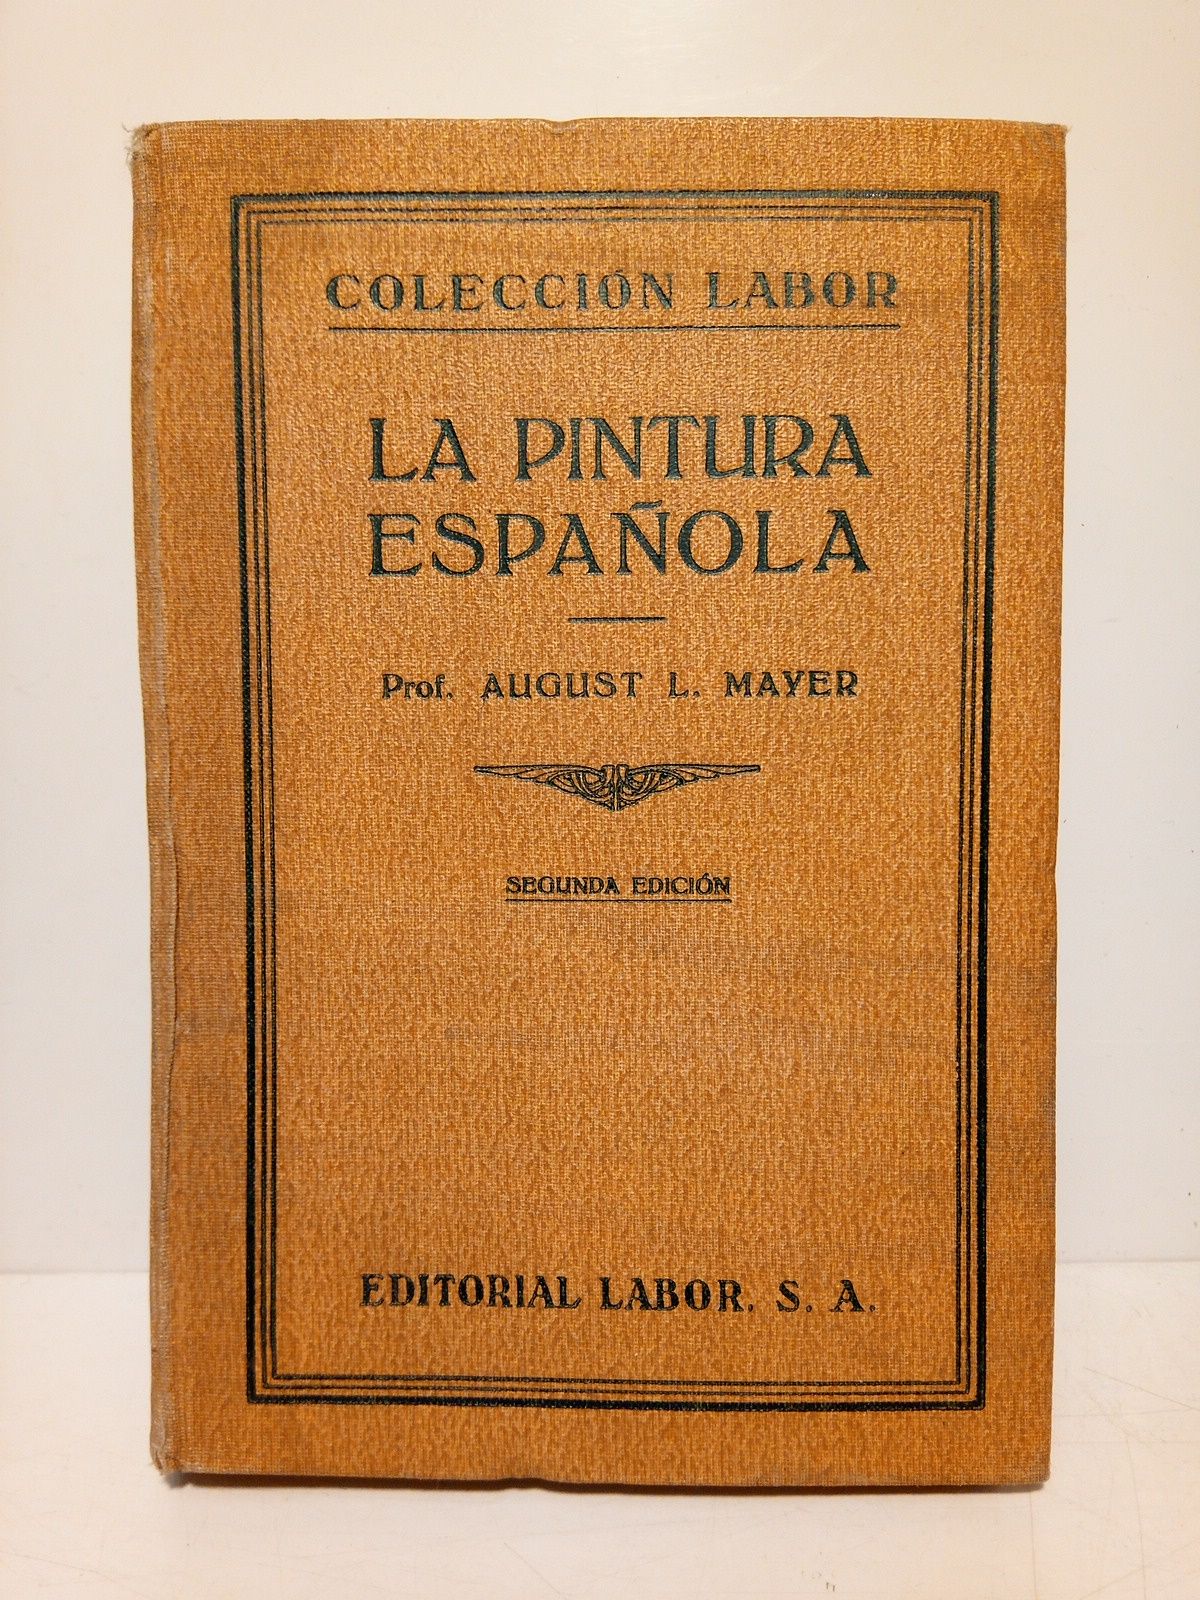 COLECCIÓN LABOR
LA PINTURA
ESPAÑOLA
Prof. AUGUST L. MAYER
SEGUNDA EDICIÓN
EDITORIAL LABOR, S. A.